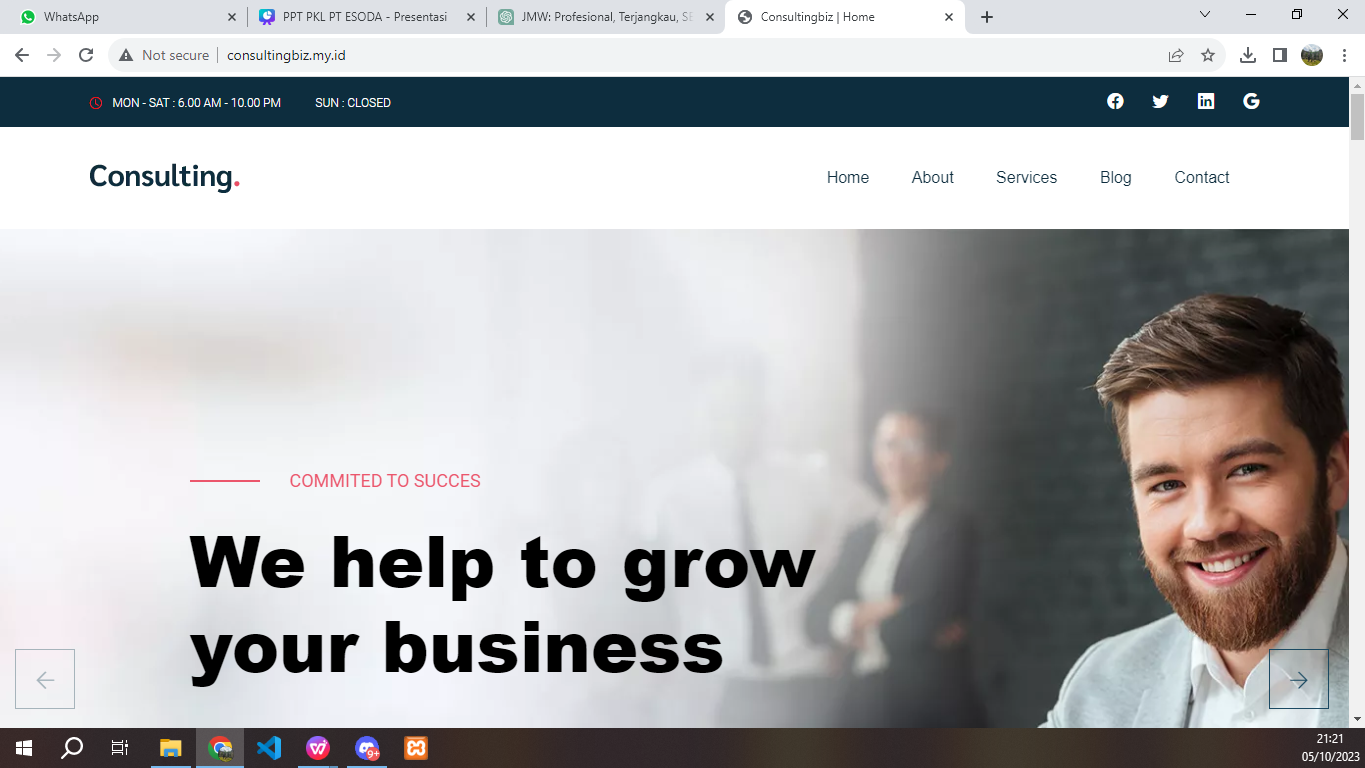 WhatsApp
PPT PKL PT ESODA - Presentasi
JMW: Profesional, Terjangkau, SE
Consultingbiz | Home
Not secure
consultingbiz.my.id
MON - SAT : 6.00 AM - 10.00 PM
SUN : CLOSED
Consulting.
Home
About
Services
Blog
Contact
COMMITED TO SUCCES
We help to grow
your business
9+
21:21
05/10/2023